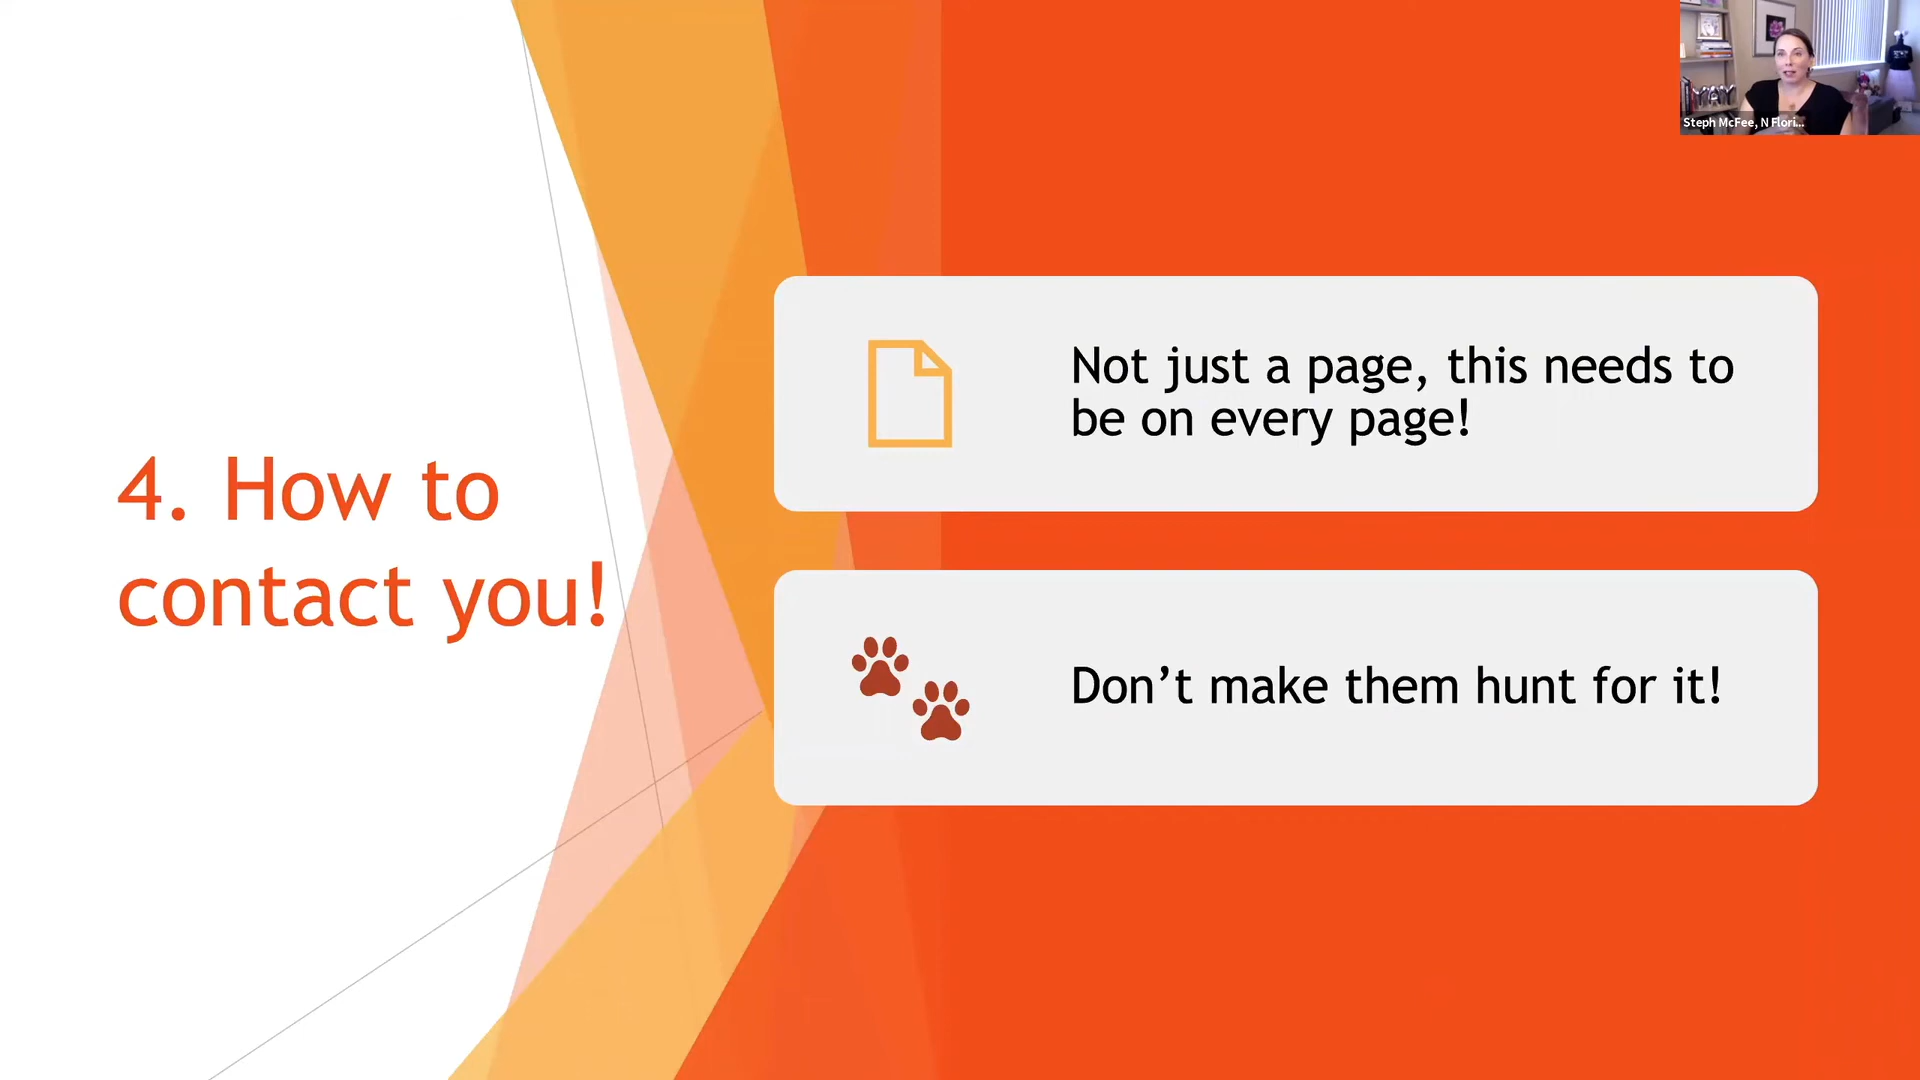 4. How to
contact you!
Not just a page, this needs to
be on every page!
Don’t make them hunt for it!
YAY
Steph McFee, N Flori...